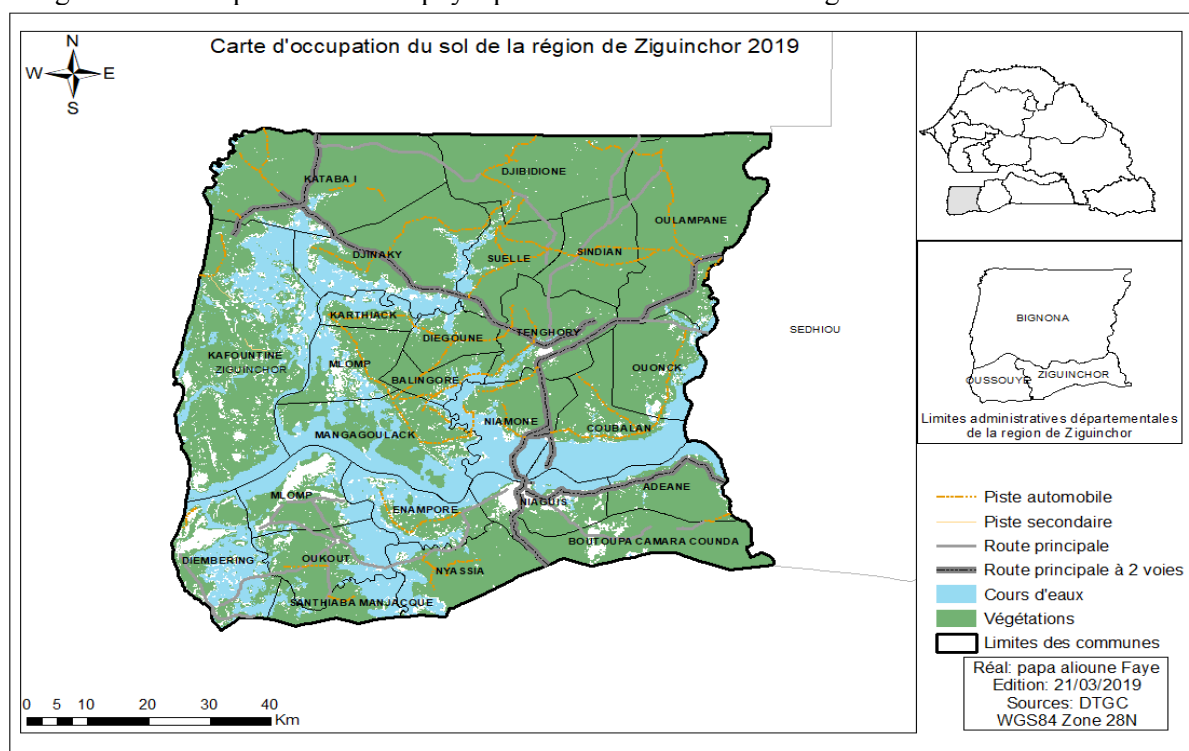 Carte d'occupation du sol de la région de Ziguinchor 2019
N
W
E
S
KATABA I
DJIBIDIONE
OULAMPANE
DJINAKY
SUELLE
SINDIAN
KARTHIACK
DIEGOUNE
TENGHORY
SEDHIOU
KAFOUNTINE
ZIGUINCHOR
MLOMP
BALINGORE
OUONCK
MANGAGOULACK
NIAMONE
COUBALAN
MLOMP
ENAMPORE
NIAGUIS
ADEANE
DIEMBERING
OUKOUT
NYASSIA
BOUTOUPA CAMARA COUNDA
SANTHIABA MANJACQUE
0 5 10 20 30 40
Km
BIGNONA
OUSSOUYE
ZIGUINCHOR
Limites administratives départementales
de la region de Ziguinchor
Piste automobile
Piste secondaire
Route principale
Route principale à 2 voies
Cours d'eaux
Végétations
Limites des communes
Réal: papa alioune Faye
Edition: 21/03/2019
Sources: DTGC
WGS84 Zone 28N